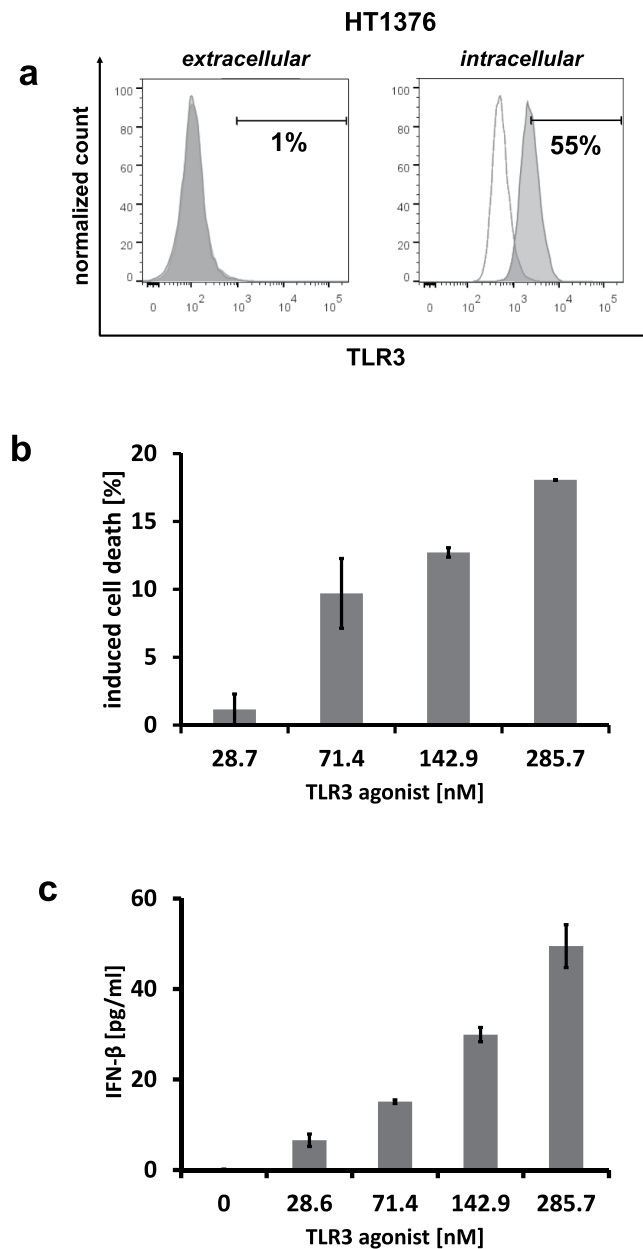 HT1376
a
extracellular
intracellular
normalized count
100
80
60
40
20
0
1%
0 10² 10³ 10⁴ 10⁵
100
80
60
40
20
0
55%
0 10² 10³ 10⁴ 10⁵
TLR3
b
induced cell death [%]
20
15
10
5
0
28.7 71.4 142.9 285.7
TLR3 agonist [nM]
c
IFN-β [pg/ml]
60
40
20
0
0 28.6 71.4 142.9 285.7
TLR3 agonist [nM]